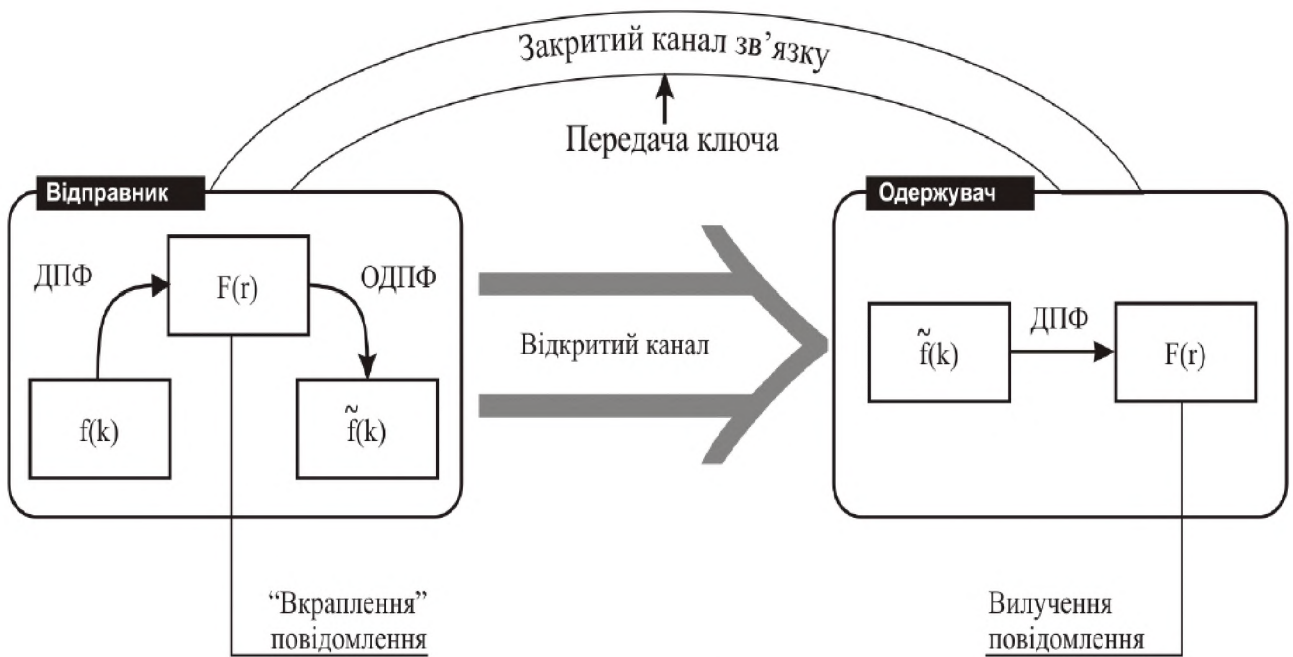 Закритий канал зв’язку
Передача ключа
Відправник
Одержувач
ДПФ
F(r)
ОДПФ
f(k)
f̃(k)
Відкритий канал
f̃(k)
ДПФ
F(r)
“Вкраплення”
повідомлення
Вилучення
повідомлення